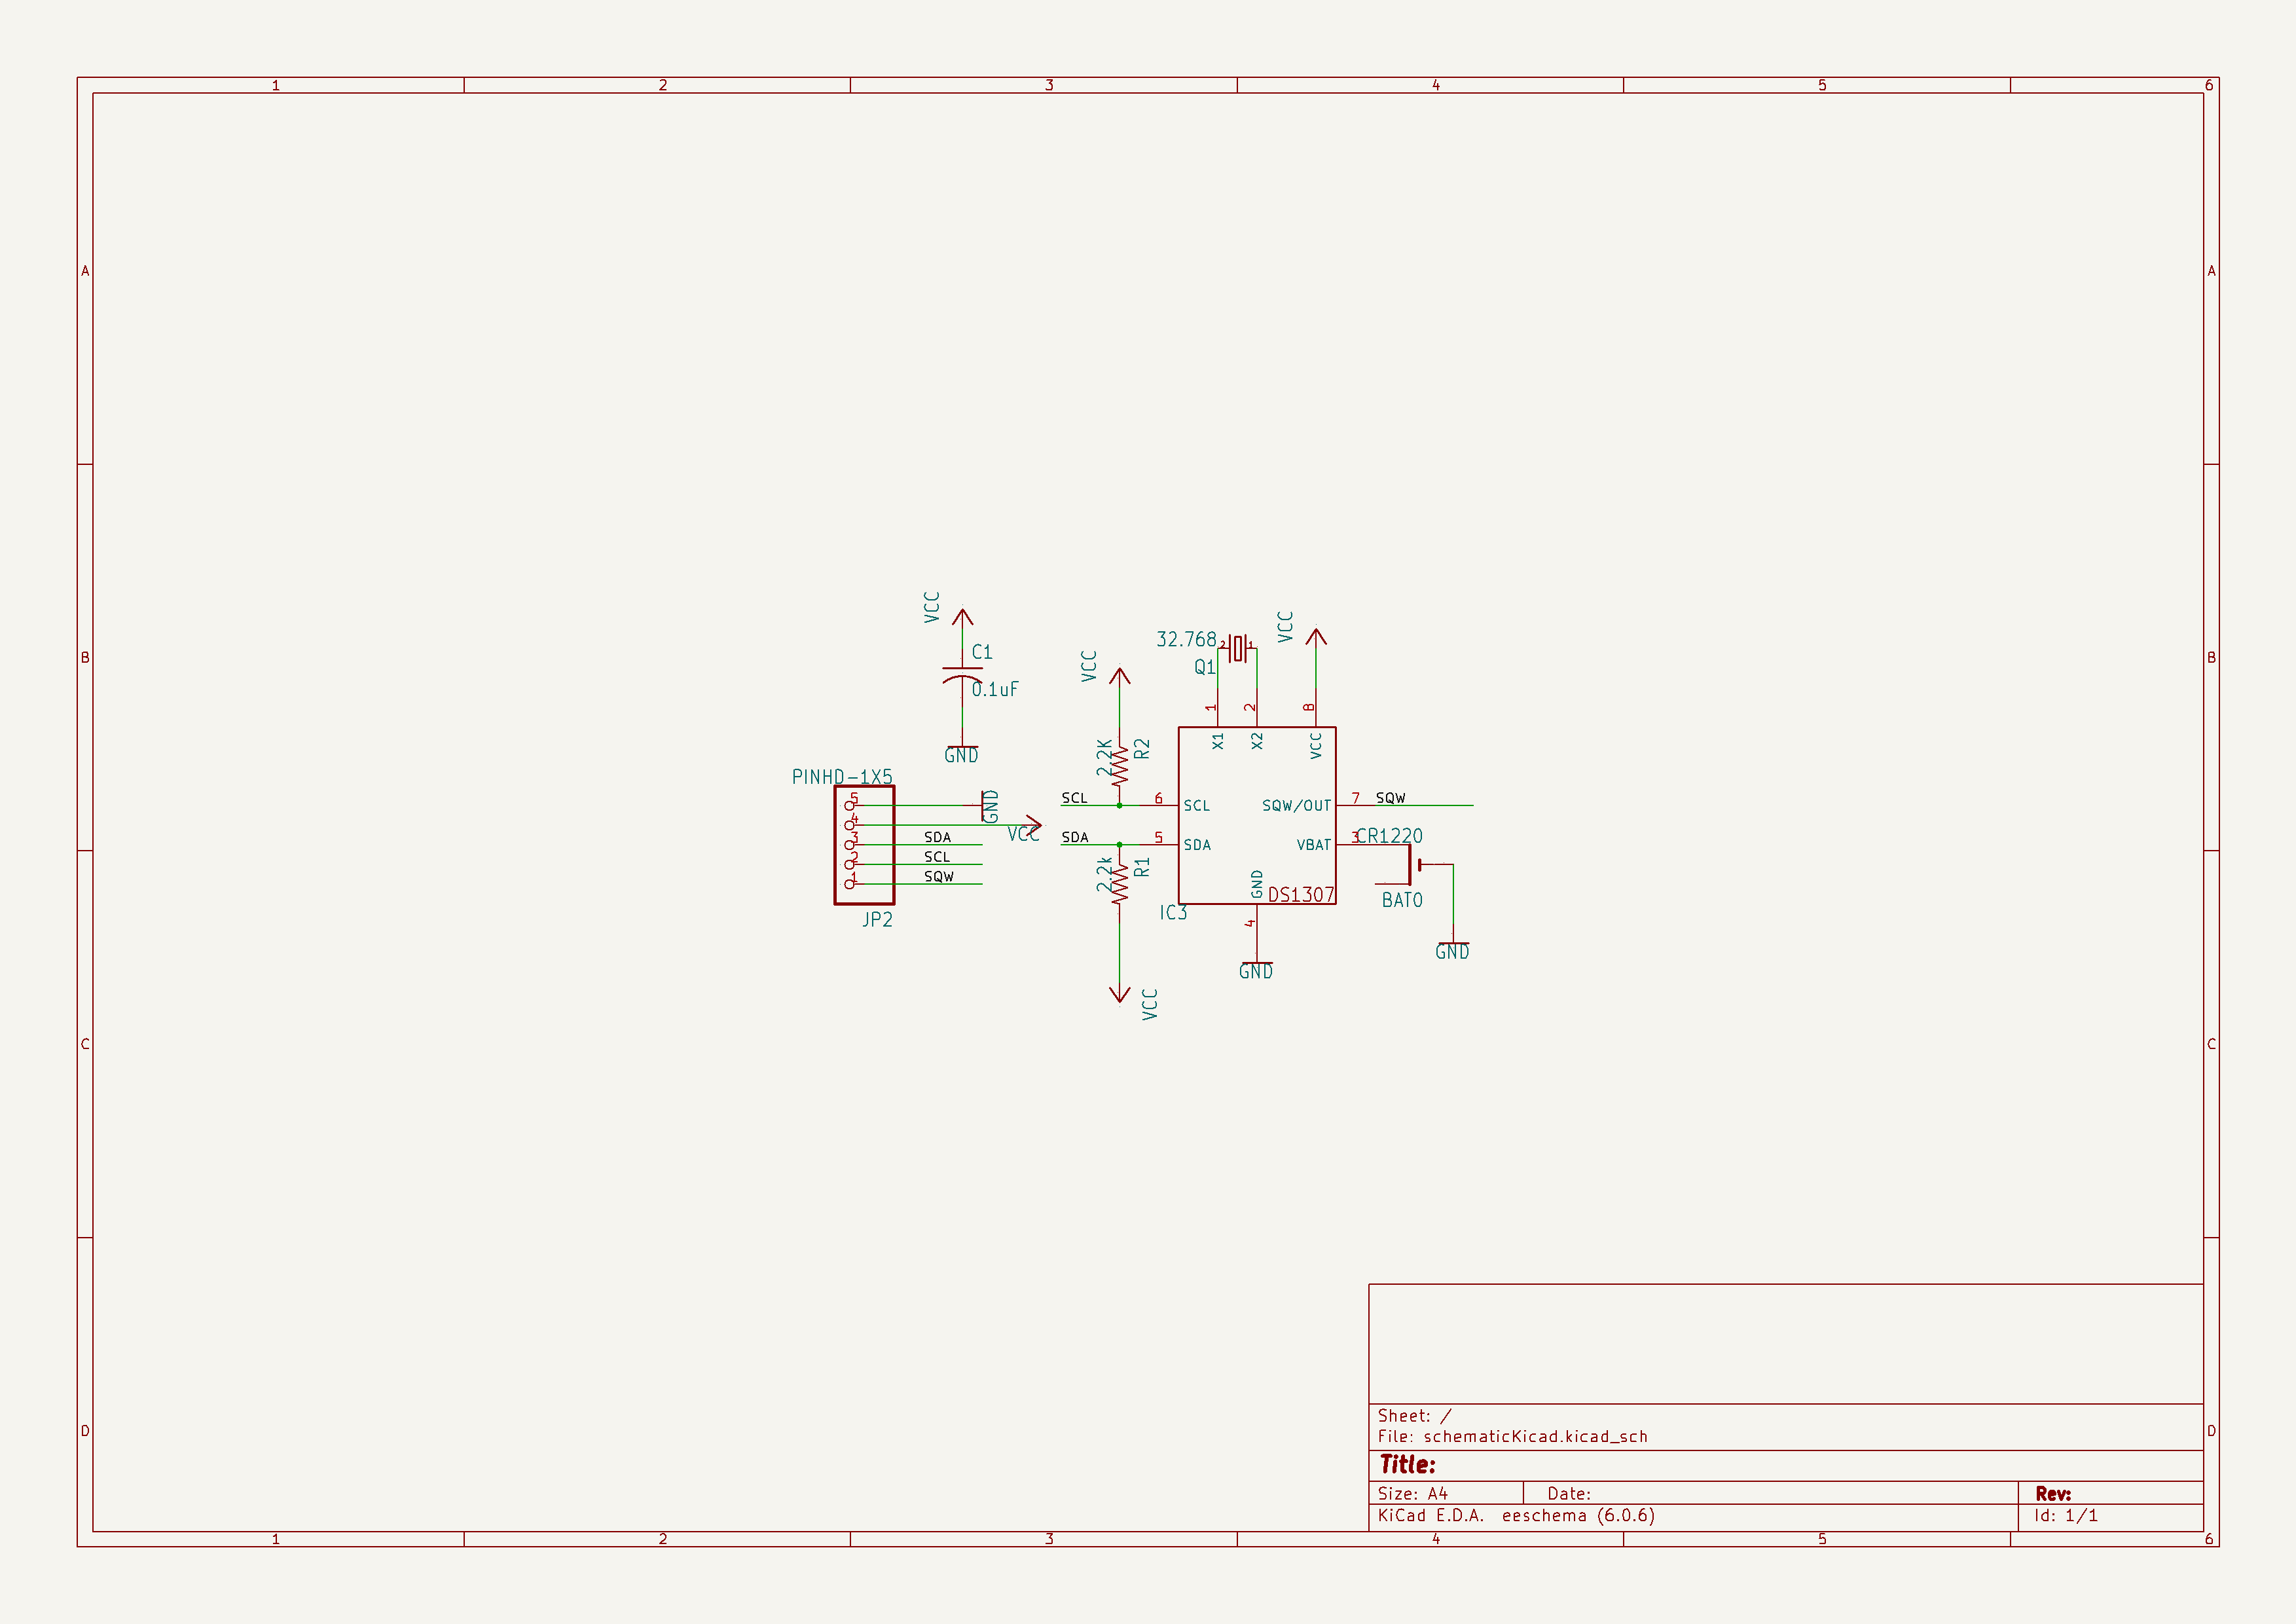 1 2 3 4 5 6
A A
B B
C C
D D
VCC
C1
0.1uF
GND
VCC
32.768
2 1
Q1
VCC
1 2 8
X1 X2 VCC
2.2K R2
PINHD-1X5
5
4
3
2
1
GND
VCC
SDA
SCL
SQW
JP2
SCL 6 SCL
SDA 5 SDA
SQW/OUT 7 SQW
VBAT 3 CR1220
BAT0
GND
2.2k R1
VCC
GND
DS1307
IC3
4
GND
Sheet: /
File: schematicKicad.kicad_sch
Title:
Size: A4 Date: Rev:
KiCad E.D.A. eeschema (6.0.6) Id: 1/1
1 2 3 4 5 6